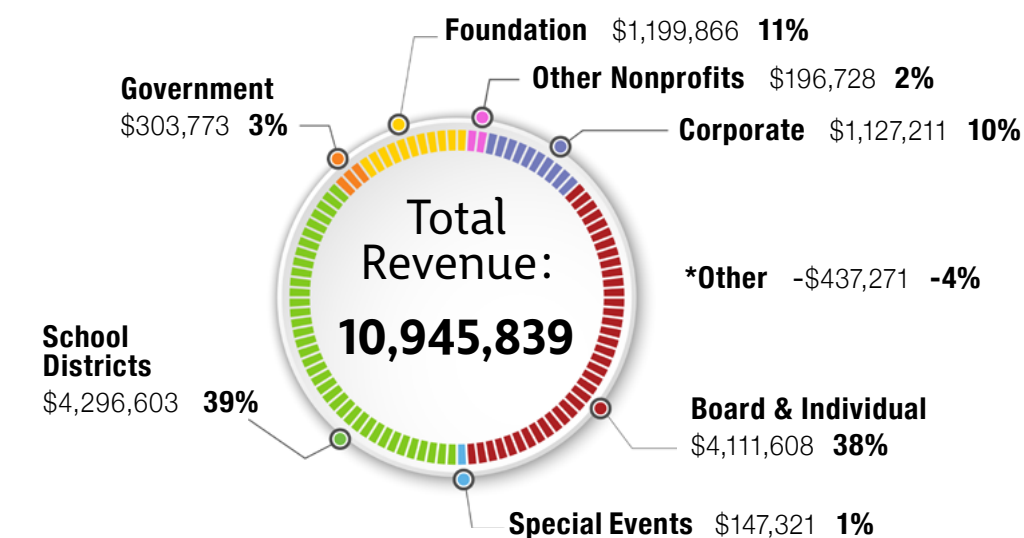 Foundation $1,199,866 11%
Other Nonprofits $196,728 2%
Government
$303,773 3%
Corporate $1,127,211 10%
Total
Revenue:
10,945,839
*Other -$437,271 -4%
School
Districts
$4,296,603 39%
Board & Individual
$4,111,608 38%
Special Events $147,321 1%